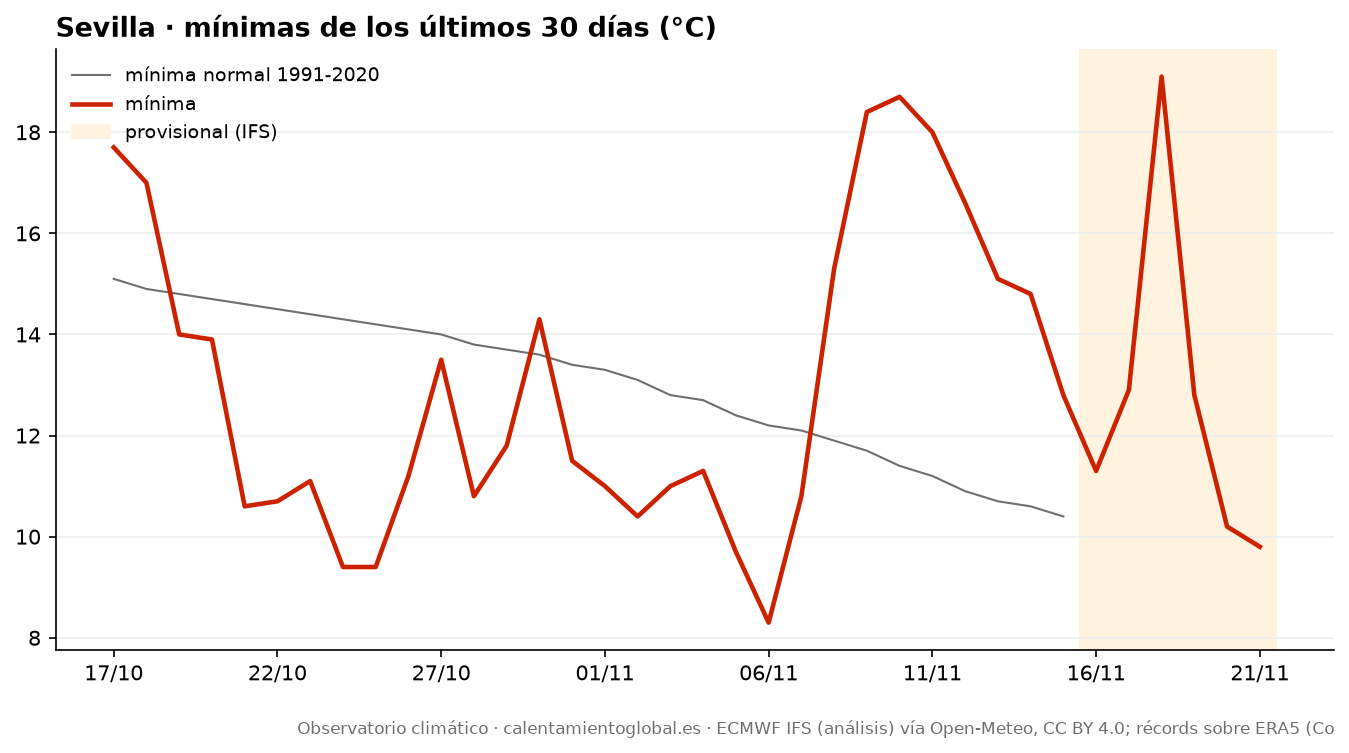 Sevilla · mínimas de los últimos 30 días (°C)
mínima normal 1991-2020
mínima
provisional (IFS)
18
16
14
12
10
8
17/10 22/10 27/10 01/11 06/11 11/11 16/11 21/11
Observatorio climático · calentamientoglobal.es · ECMWF IFS (análisis) vía Open-Meteo, CC BY 4.0; récords sobre ERA5 (Co